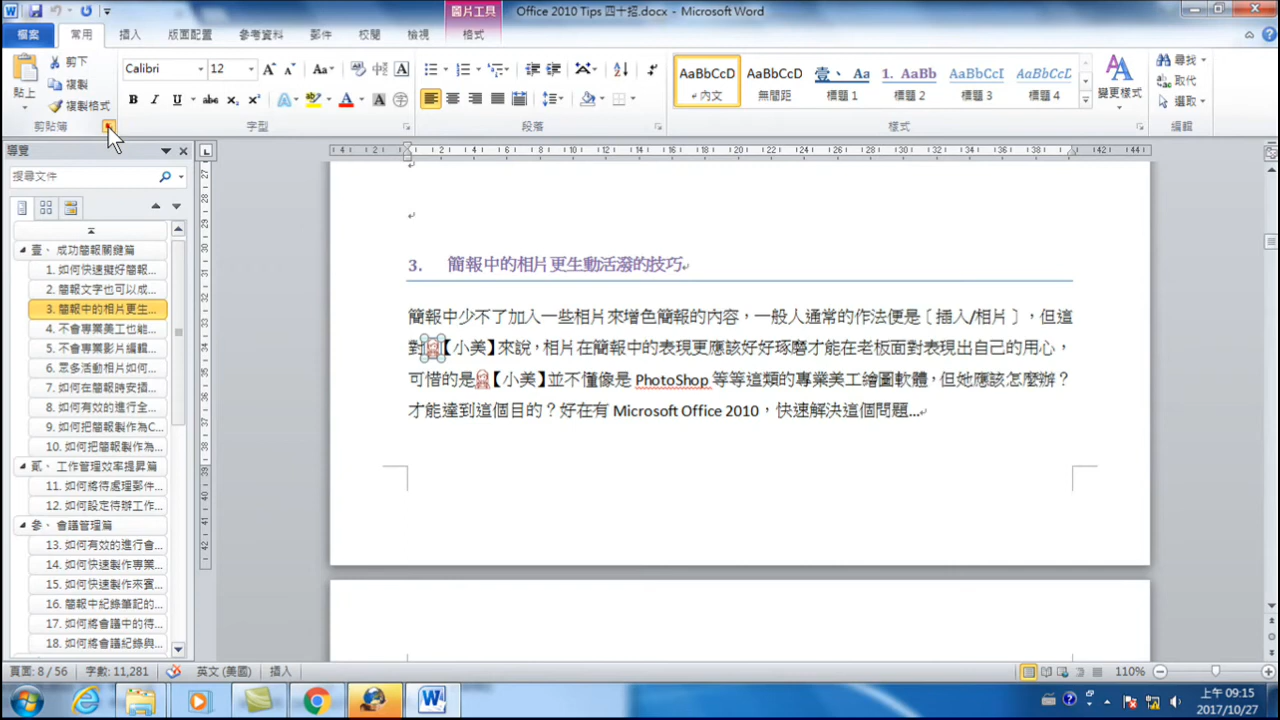 圖片工具
Office 2010 Tips 四十招.docx - Microsoft Word
檔案 常用 插入 版面配置 參考資料 郵件 校閱 檢視 格式
貼上
剪下
複製
複製格式
剪貼簿
Calibri 12
字型
段落
AaBbCcD AaBbCcD 壹、 Aa 1. AaBb AaBbCcI AaBbCcL
內文 無間距 標題 1 標題 2 標題 3 標題 4
變更樣式
樣式
尋找
取代
選取
編輯
導覽
搜尋文件
壹、 成功簡報關鍵篇
1. 如何快速擬好簡報...
2. 簡報文字也可以成...
3. 簡報中的相片更生...
4. 不會專業美工也能...
5. 不會專業影片編輯...
6. 眾多活動相片如何...
7. 如何在簡報時安插...
8. 如何有效的進行全...
9. 如何把簡報製作為C...
10. 如何把簡報製作為...
貳、 工作管理效率提昇篇
11. 如何將待處理郵件...
12. 如何設定待辦工作...
參、 會議管理篇
13. 如何有效的進行會...
14. 如何快速製作專業...
15. 如何快速製作來賓...
16. 簡報中紀錄筆記的...
17. 如何將會議中的待...
18. 如何將會議紀錄與...
3. 簡報中的相片更生動活潑的技巧
簡報中少不了加入一些相片來增色簡報的內容，一般人通常的作法便是〔插入/相片〕，但這
對【小美】來說，相片在簡報中的表現更應該好好琢磨才能在老板面對表現出自己的用心，
可惜的是【小美】並不懂像是 PhotoShop 等等這類的專業美工繪圖軟體，但她應該怎麼辦？
才能達到這個目的？好在有 Microsoft Office 2010，快速解決這個問題...
頁面: 8 / 56 字數: 11,281 英文 (美國) 插入 110%
上午 09:15
2017/10/27